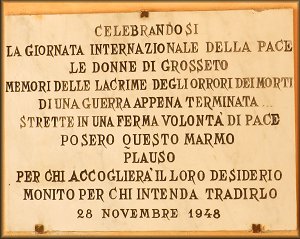 CELEBRANDOSI
LA GIORNATA INTERNAZIONALE DELLA PACE
LE DONNE DI GROSSETO
MEMORI DELLE LACRIME DEGLI ORRORI DEI MORTI
DI UNA GUERRA APPENA TERMINATA...
STRETTE IN UNA FERMA VOLONTA' DI PACE
POSERO QUESTO MARMO
PLAUSO
PER CHI ACCOGLIERA' IL LORO DESIDERIO
MONITO PER CHI INTENDA TRADIRLO
28 NOVEMBRE 1948